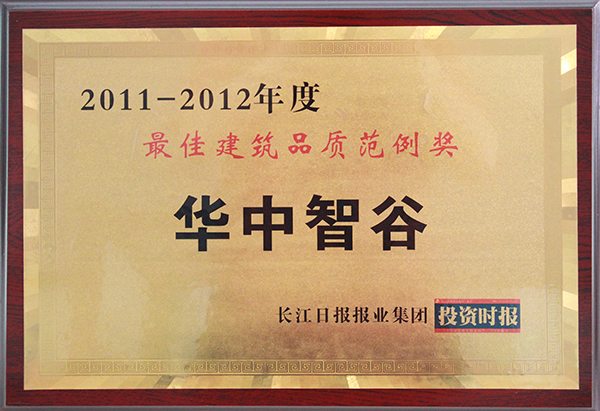 2011-2012年度
最佳建筑品质范例奖
华中智谷
长江日报报业集团 投资时报